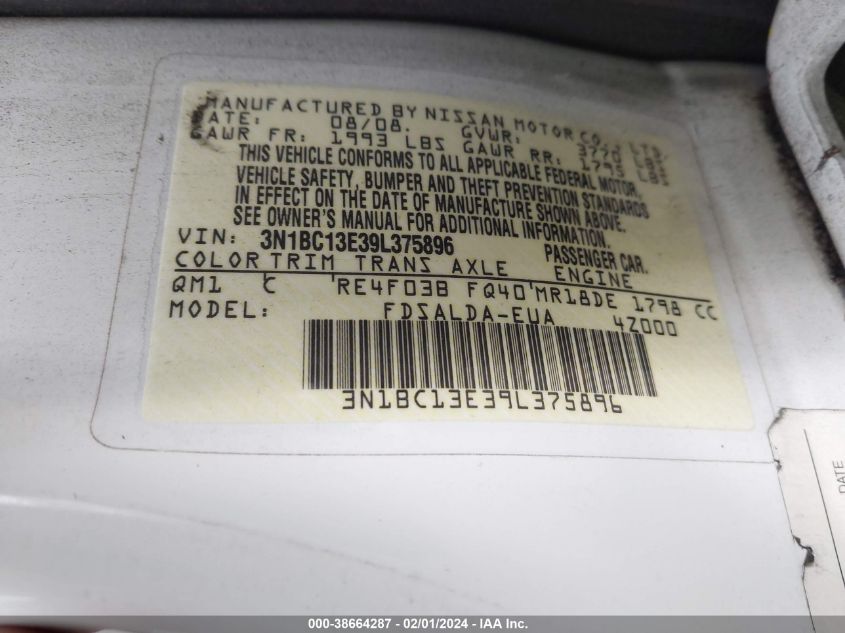 MANUFACTURED BY NISSAN MOTOR CO.
DATE: 08/08. GVWR:
GAWR FR: 1993 LBS GAWR RR: 1795 LBS
THIS VEHICLE CONFORMS TO ALL APPLICABLE FEDERAL MOTOR
VEHICLE SAFETY, BUMPER AND THEFT PREVENTION STANDARDS
IN EFFECT ON THE DATE OF MANUFACTURE SHOWN ABOVE.
SEE OWNER'S MANUAL FOR ADDITIONAL INFORMATION.
VIN: 3N1BC13E39L375896 PASSENGER CAR.
COLOR TRIM TRANS AXLE ENGINE
QM1 C RE4F03B FQ40 MR18DE 1798 CC
MODEL: FDSALDA-EUA 4Z000
3N1BC13E39L375896
DATE
000-38664287 - 02/01/2024 - IAA Inc.